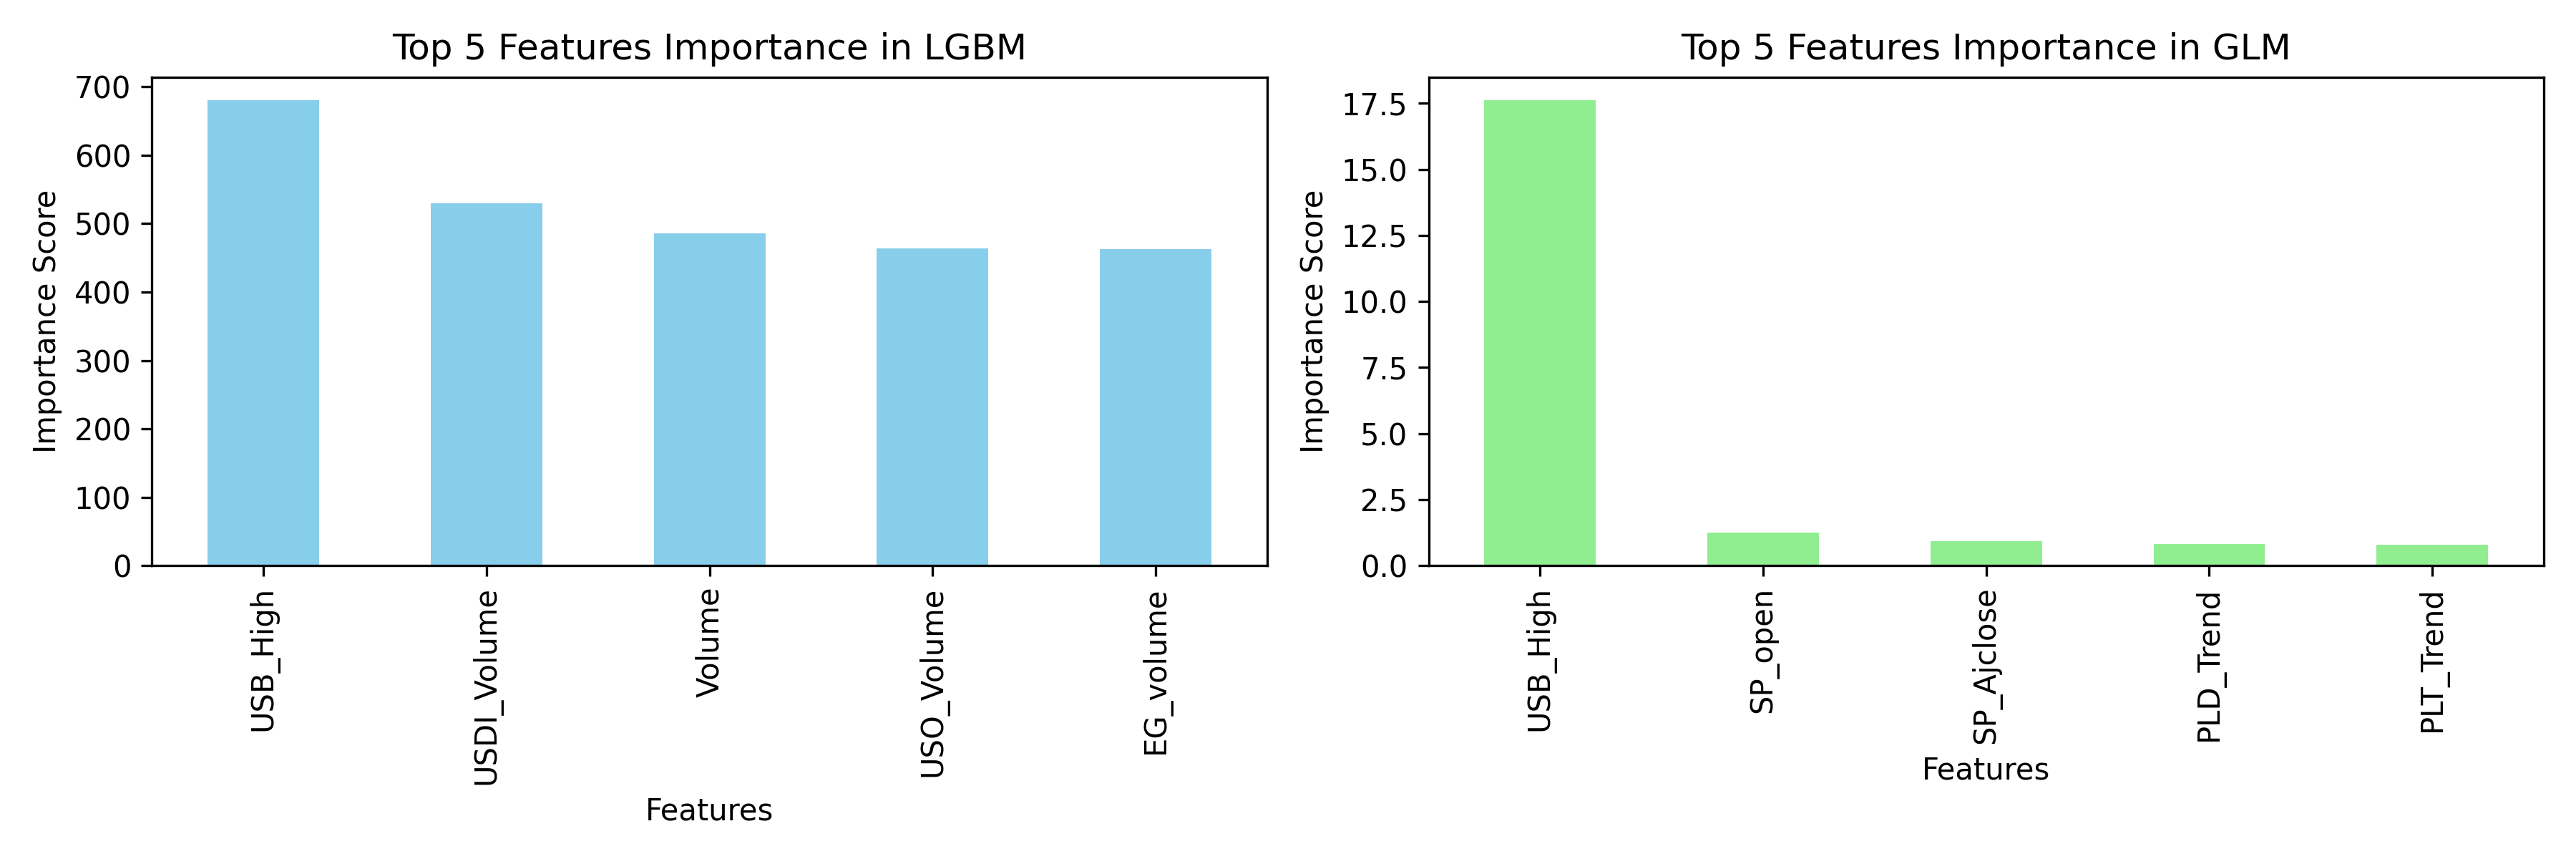 Top 5 Features Importance in LGBM
Importance Score
700
600
500
400
300
200
100
0
USB_High
USDI_Volume
Volume
USO_Volume
EG_volume
Features
Top 5 Features Importance in GLM
Importance Score
17.5
15.0
12.5
10.0
7.5
5.0
2.5
0.0
USB_High
SP_open
SP_Ajclose
PLD_Trend
PLT_Trend
Features